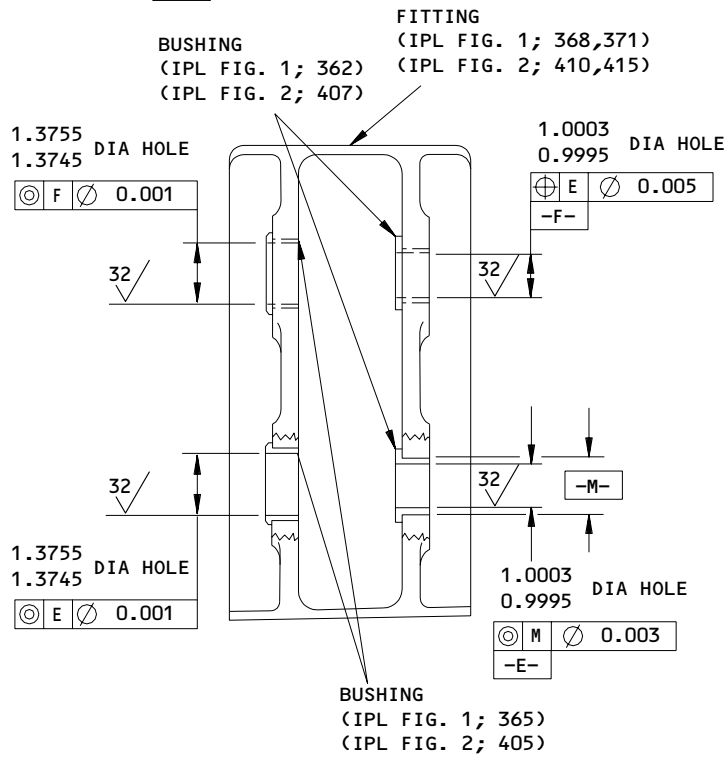 FITTING
(IPL FIG. 1; 368,371)
(IPL FIG. 2; 410,415)
BUSHING
(IPL FIG. 1; 362)
(IPL FIG. 2; 407)
1.3755
1.3745 DIA HOLE
◎ F ∅ 0.001
1.0003
0.9995 DIA HOLE
⌖ E ∅ 0.005
-F-
32
32
32
32
-M-
1.3755
1.3745 DIA HOLE
◎ E ∅ 0.001
1.0003
0.9995 DIA HOLE
◎ M ∅ 0.003
-E-
BUSHING
(IPL FIG. 1; 365)
(IPL FIG. 2; 405)